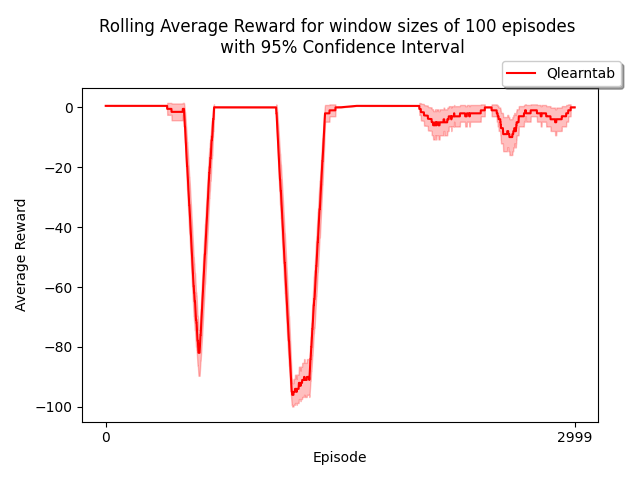 Rolling Average Reward for window sizes of 100 episodes
with 95% Confidence Interval
Qlearntab
0
−20
−40
−60
−80
−100
Average Reward
0
2999
Episode